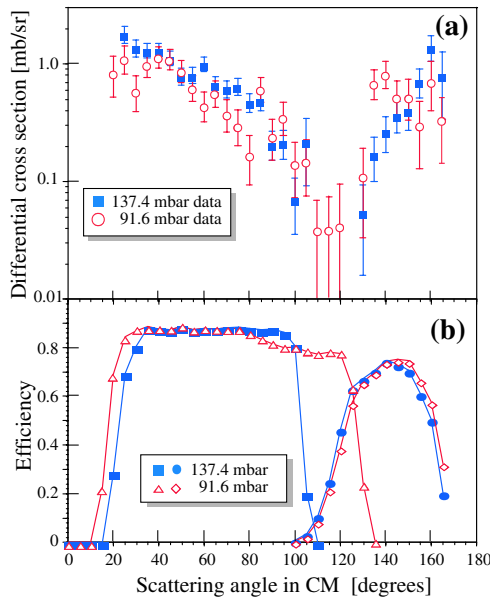 (a)
Differential cross section [mb/sr]
1.0
0.1
0.01
137.4 mbar data
91.6 mbar data
(b)
Efficiency
0.8
0.6
0.4
0.2
0
137.4 mbar
91.6 mbar
0 20 40 60 80 100 120 140 160 180
Scattering angle in CM [degrees]